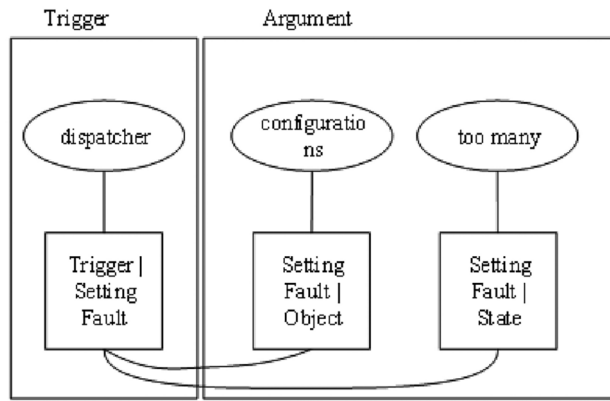 Trigger
Argument
dispatcher
configuratio
ns
too many
Trigger |
Setting
Fault
Setting
Fault |
Object
Setting
Fault |
State